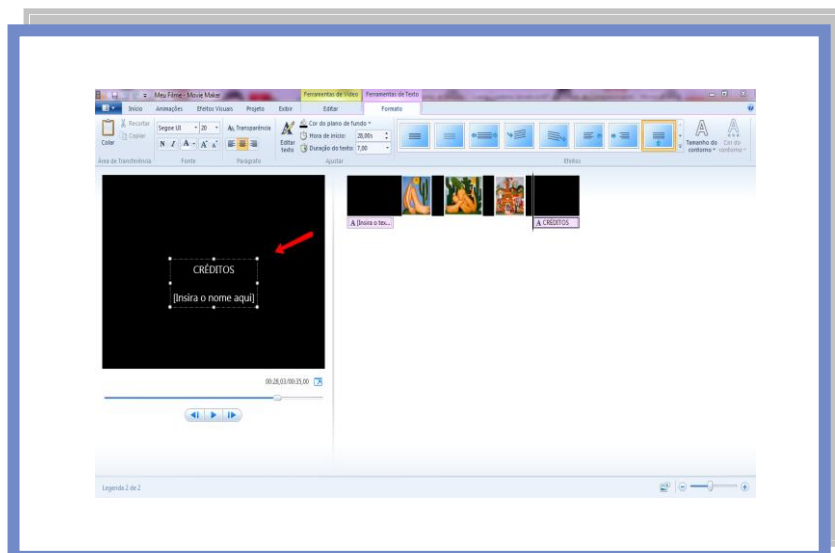 Meu Filme - Movie Maker
Ferramentas de Vídeo
Ferramentas de Texto
Início
Animações
Efeitos Visuais
Projeto
Exibir
Editar
Formato
Colar
Recortar
Copiar
Área de Transferência
Segoe UI
20
N I A A A
Fonte
Transparência
Parágrafo
Editar texto
Cor do plano de fundo
Hora de início: 28,00s
Duração do texto: 7,00
Ajustar
Efeitos
Tamanho do contorno
Cor do contorno
CRÉDITOS
[Insira o nome aqui]
A [Insira o tex...
A CRÉDITOS
00:28,03/00:35,00
Legenda 2 de 2